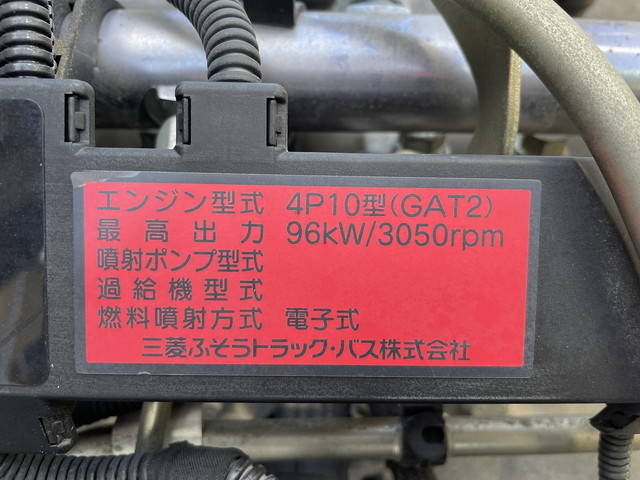 エンジン型式 4P10型(GAT2)
最高出力 96kW/3050rpm
噴射ポンプ型式
過給機型式
燃料噴射方式 電子式
三菱ふそうトラック・バス株式会社